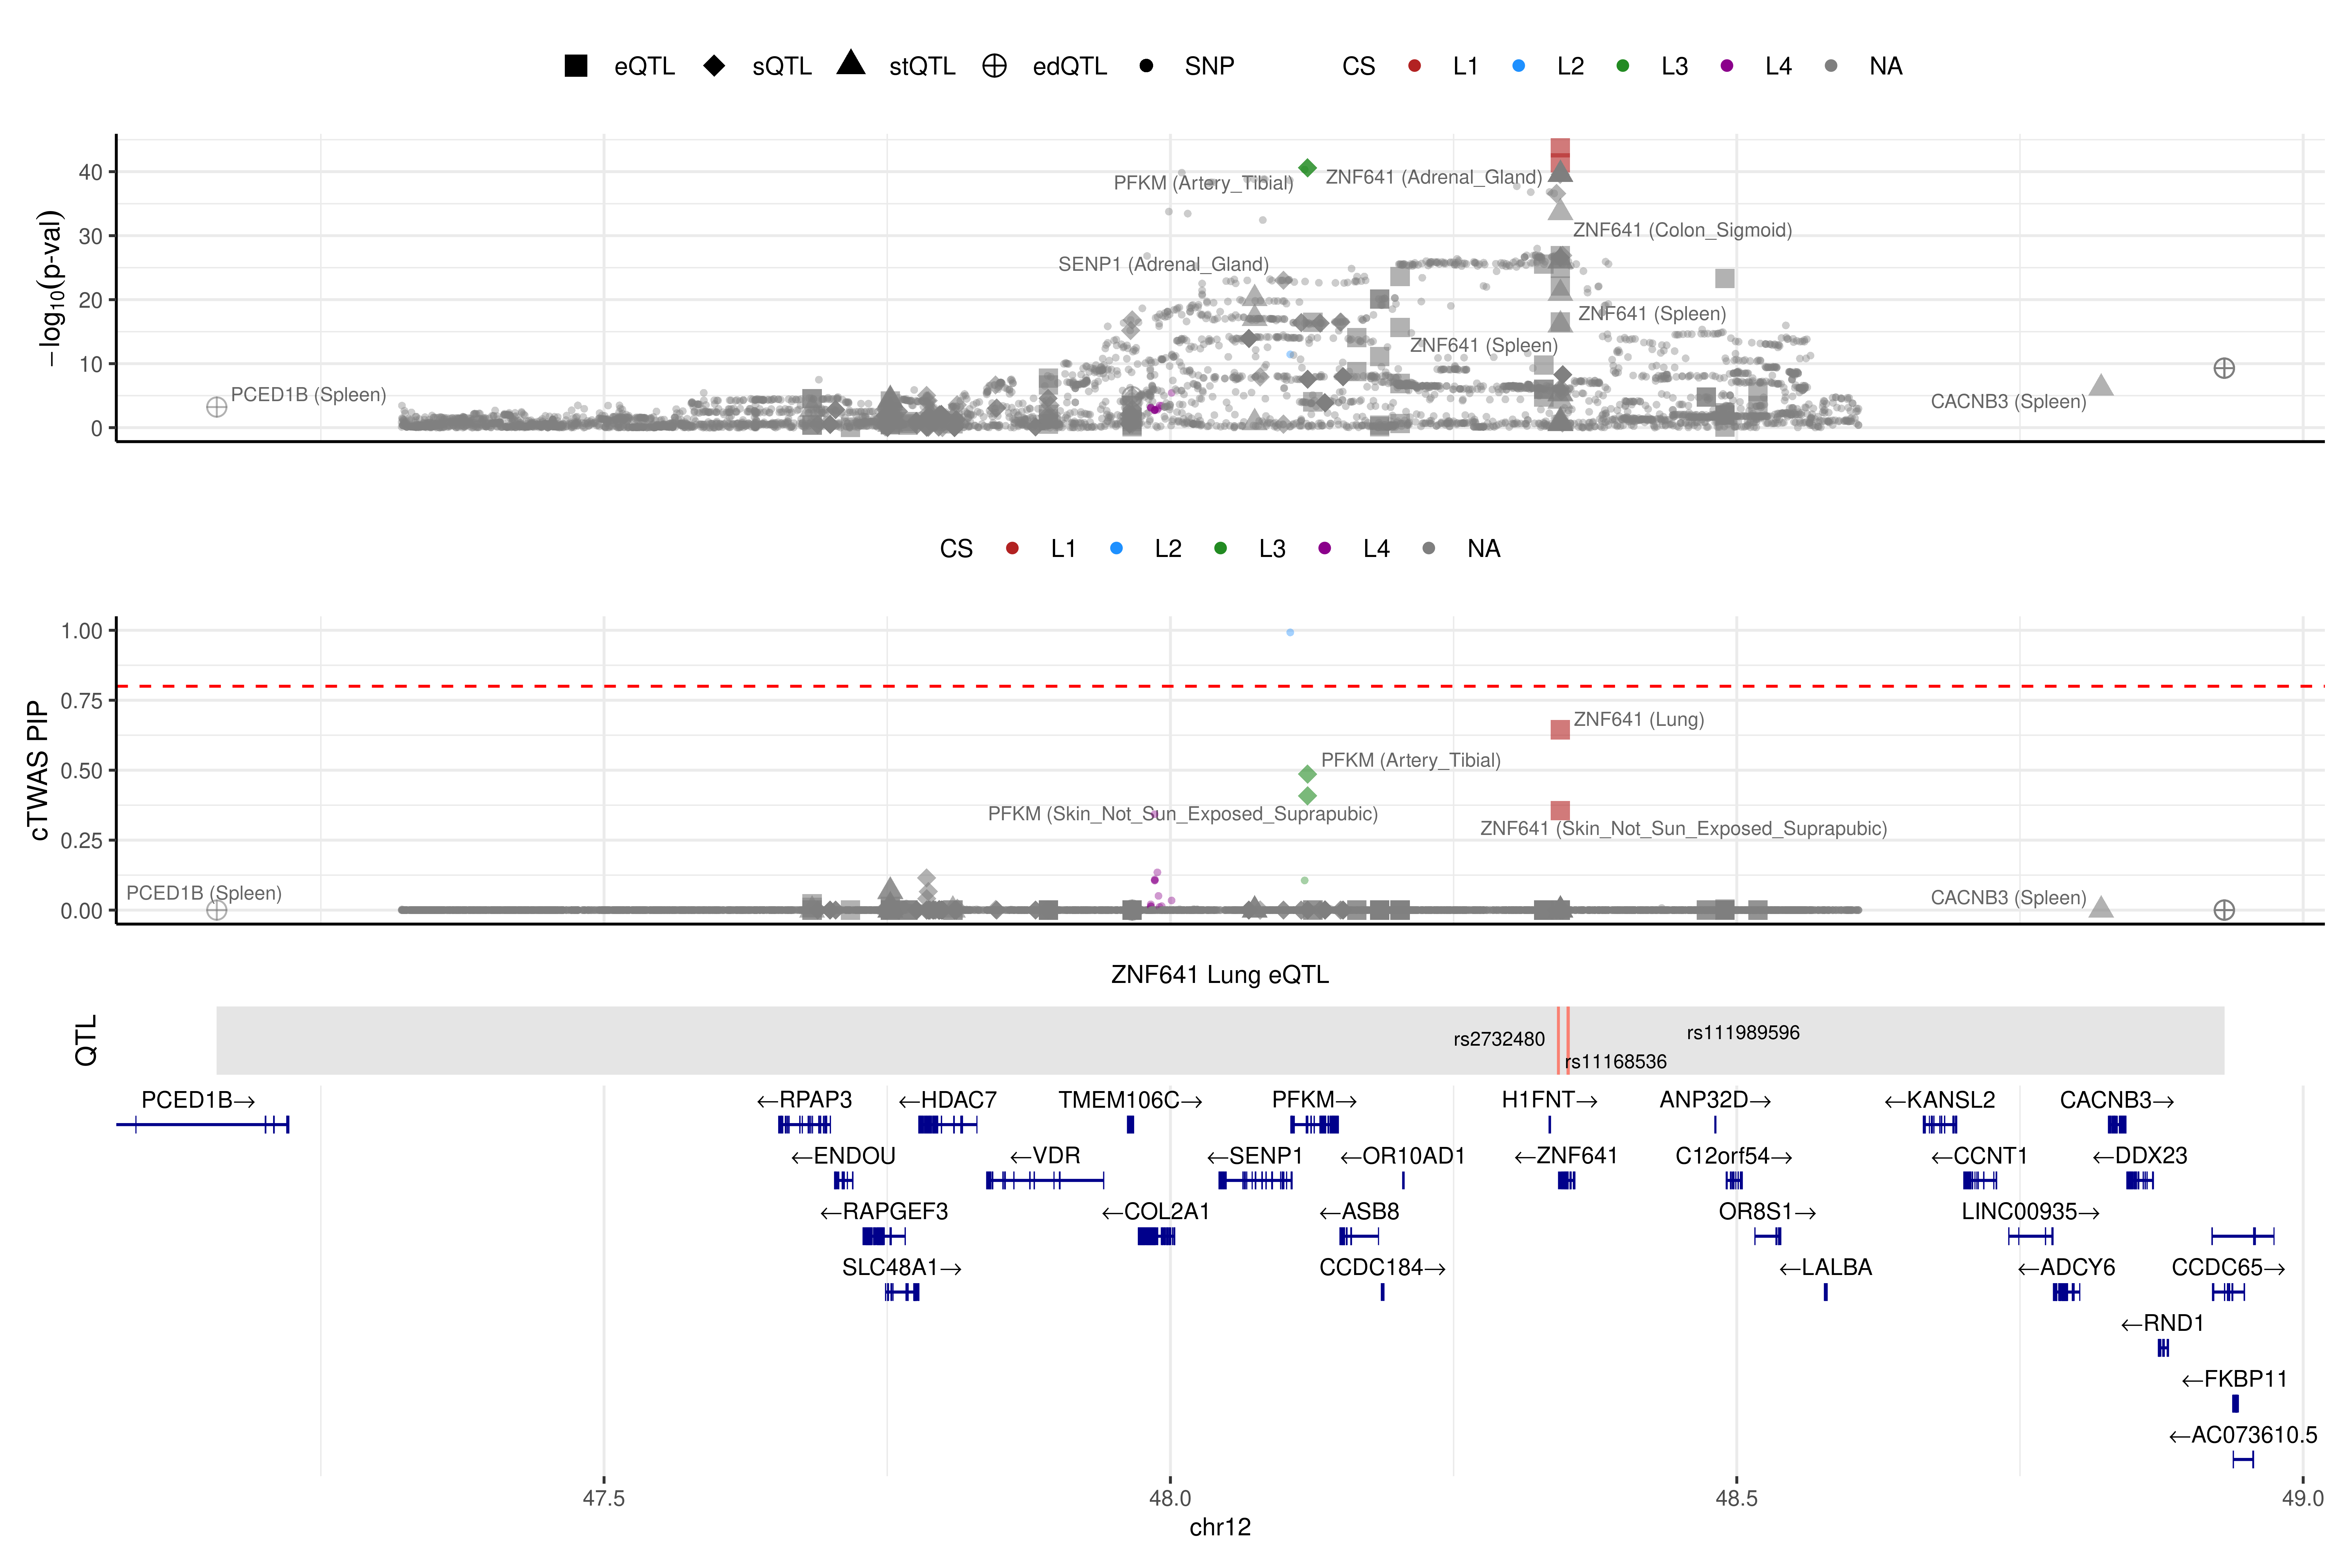 eQTL sQTL stQTL edQTL SNP CS L1 L2 L3 L4 NA
−log10(p-val)
40
30
20
10
0
PFKM (Artery_Tibial)
ZNF641 (Adrenal_Gland)
ZNF641 (Colon_Sigmoid)
SENP1 (Adrenal_Gland)
ZNF641 (Spleen)
ZNF641 (Spleen)
PCED1B (Spleen)
CACNB3 (Spleen)
CS L1 L2 L3 L4 NA
cTWAS PIP
1.00
0.75
0.50
0.25
0.00
ZNF641 (Lung)
PFKM (Artery_Tibial)
PFKM (Skin_Not_Sun_Exposed_Suprapubic)
ZNF641 (Skin_Not_Sun_Exposed_Suprapubic)
PCED1B (Spleen)
CACNB3 (Spleen)
ZNF641 Lung eQTL
QTL
rs2732480
rs111989596
rs11168536
PCED1B→ ←RPAP3 ←HDAC7 TMEM106C→ PFKM→ H1FNT→ ANP32D→ ←KANSL2 CACNB3→
←ENDOU ←VDR ←SENP1 ←OR10AD1 ←ZNF641 C12orf54→ ←CCNT1 ←DDX23
←RAPGEF3 ←COL2A1 ←ASB8 OR8S1→ LINC00935→
SLC48A1→ CCDC184→ ←LALBA ←ADCY6 CCDC65→
←RND1
←FKBP11
←AC073610.5
47.5 48.0 48.5 49.0
chr12